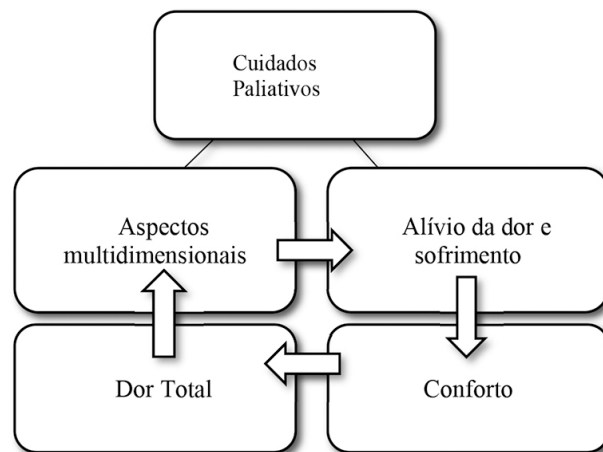 Cuidados
Paliativos
Aspectos
multidimensionais
Alívio da dor e
sofrimento
Dor Total
Conforto